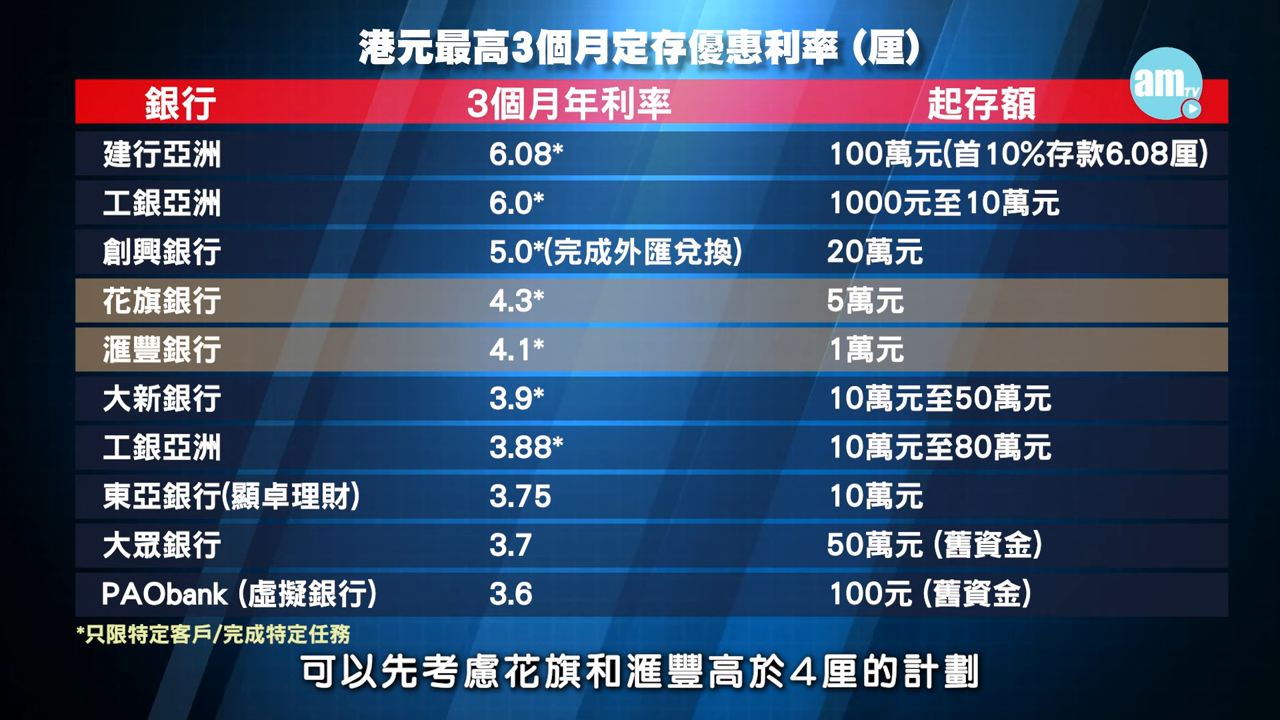 港元最高3個月定存優惠利率 (厘)
amTV
銀行 3個月年利率 起存額
建行亞洲 6.08* 100萬元(首10%存款6.08厘)
工銀亞洲 6.0* 1000元至10萬元
創興銀行 5.0*(完成外匯兌換) 20萬元
花旗銀行 4.3* 5萬元
滙豐銀行 4.1* 1萬元
大新銀行 3.9* 10萬元至50萬元
工銀亞洲 3.88* 10萬元至80萬元
東亞銀行(顯卓理財) 3.75 10萬元
大眾銀行 3.7 50萬元 (舊資金)
PAObank (虛擬銀行) 3.6 100元 (舊資金)
*只限特定客戶/完成特定任務
可以先考慮花旗和滙豐高於4厘的計劃